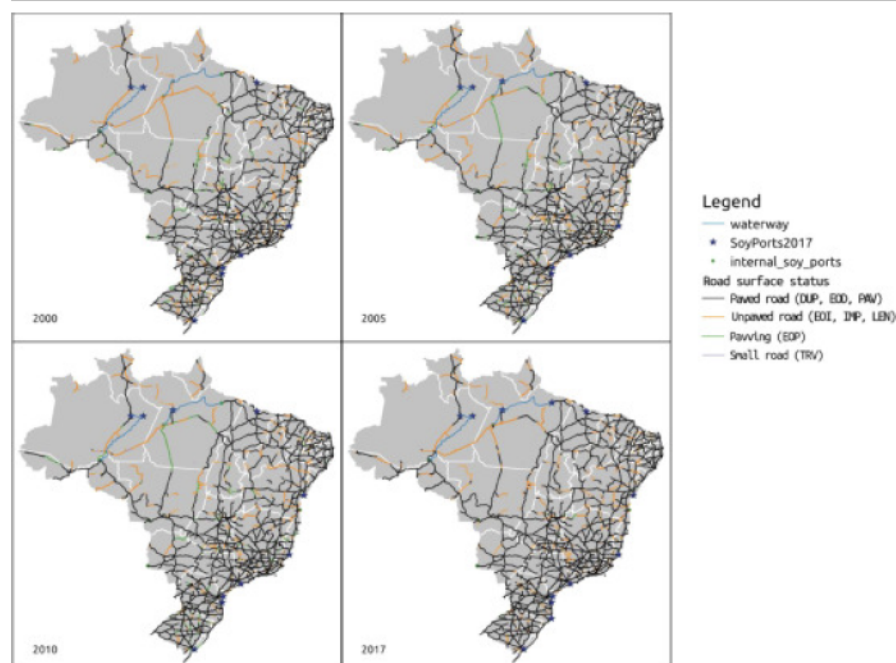 2000
2005
Legend
waterway
SoyPorts2017
internal_soy_ports
Road surface status
Paved road (DUP, EOD, PAV)
Unpaved road (EOI, IMP, LEN)
Pavving (EOP)
Small road (TRV)
2010
2017